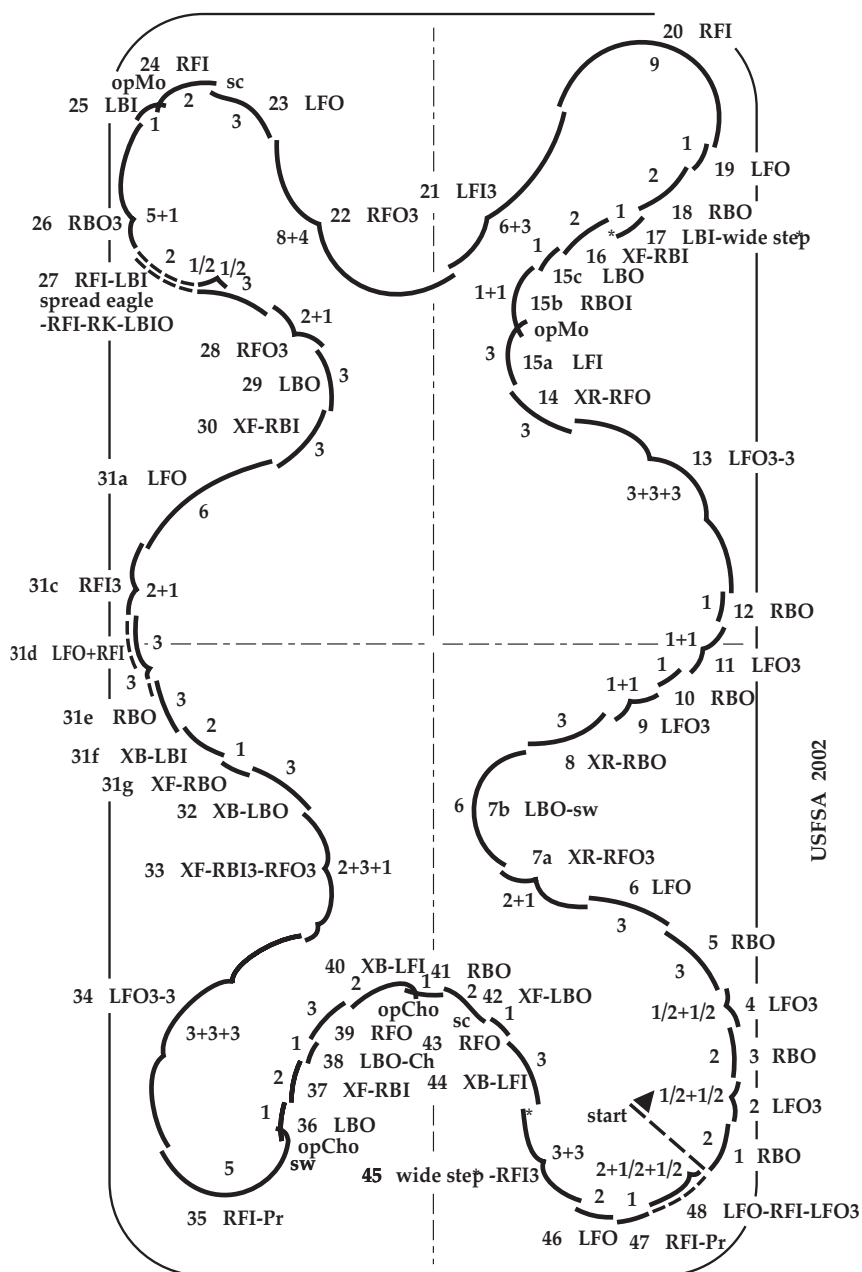 20 RFI
9
24 RFI
opMo
sc
25 LBI
2
1
3
23 LFO
1
19 LFO
2
21 LFI3
22 RFO3
18 RBO
1
2
17 LBI-wide step*
*
16 XF-RBI
6+3
26 RBO3
5+1
8+4
1
15c LBO
2
1/2
1/2
3
27 RFI-LBI
spread eagle
-RFI-RK-LBIO
1+1
15b RBOI
opMo
2+1
28 RFO3
3
15a LFI
29 LBO
3
14 XR-RFO
30 XF-RBI
3
3
13 LFO3-3
31a LFO
6
3+3+3
31c RFI3
2+1
1
12 RBO
1+1
31d LFO+RFI
3
11 LFO3
1
3
3
1+1
10 RBO
31e RBO
9 LFO3
2
3
31f XB-LBI
1
8 XR-RBO
31g XF-RBO
3
USFSA 2002
32 XB-LBO
6
7b LBO-sw
33 XF-RBI3-RFO3
2+3+1
7a XR-RFO3
2+1
6 LFO
3
5 RBO
40 XB-LFI
41 RBO
3
34 LFO3-3
2
1
2
42 XF-LBO
opCho
4 LFO3
3
sc
1
1/2+1/2
3+3+3
39 RFO
43 RFO
1
38 LBO-Ch
3
2
3 RBO
2
37 XF-RBI
44 XB-LFI
1/2+1/2
2 LFO3
1
36 LBO
*
start
opCho
sw
2
1 RBO
5
45 wide step*-RFI3
3+3
2+1/2+1/2
35 RFI-Pr
2
1
48 LFO-RFI-LFO3
46 LFO
47 RFI-Pr